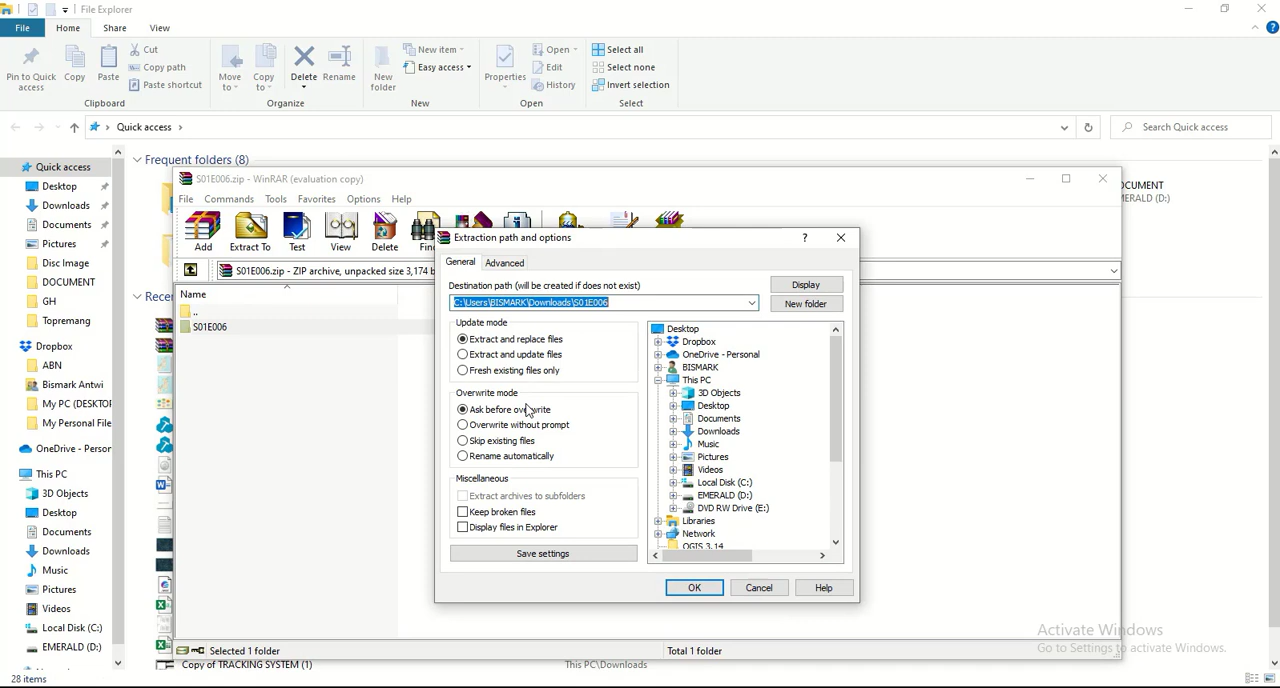 File Explorer
File Home Share View
Pin to Quick access
Copy
Paste
Cut
Copy path
Paste shortcut
Clipboard
Move to
Copy to
Delete
Rename
Organize
New folder
New item
Easy access
New
Properties
Open
Edit
History
Open
Select all
Select none
Invert selection
Select
Quick access
Search Quick access
Quick access
Desktop
Downloads
Documents
Pictures
Disc Image
DOCUMENT
GH
Topremang
Dropbox
ABN
Bismark Antwi
My PC (DESKTOP
My Personal File
OneDrive - Person
This PC
3D Objects
Desktop
Documents
Downloads
Music
Pictures
Videos
Local Disk (C:)
EMERALD (D:)
28 items
Frequent folders (8)
Rece
CUMENT
ERALD (D:)
Copy of TRACKING SYSTEM (1)
This PC\Downloads
S01E006.zip - WinRAR (evaluation copy)
File Commands Tools Favorites Options Help
Add Extract To Test View Delete Fin
S01E006.zip - ZIP archive, unpacked size 3,174 b
Name
..
S01E006
Selected 1 folder
Total 1 folder
Extraction path and options
? 
General Advanced
Destination path (will be created if does not exist)
C:\Users\BISMARK\Downloads\S01E006
Display
New folder
Update mode
Extract and replace files
Extract and update files
Fresh existing files only
Overwrite mode
Ask before overwrite
Overwrite without prompt
Skip existing files
Rename automatically
Miscellaneous
Extract archives to subfolders
Keep broken files
Display files in Explorer
Save settings
Desktop
Dropbox
OneDrive - Personal
BISMARK
This PC
3D Objects
Desktop
Documents
Downloads
Music
Pictures
Videos
Local Disk (C:)
EMERALD (D:)
DVD RW Drive (E:)
Libraries
Network
QGIS 3.14
OK Cancel Help
Activate Windows
Go to Settings to activate Windows.